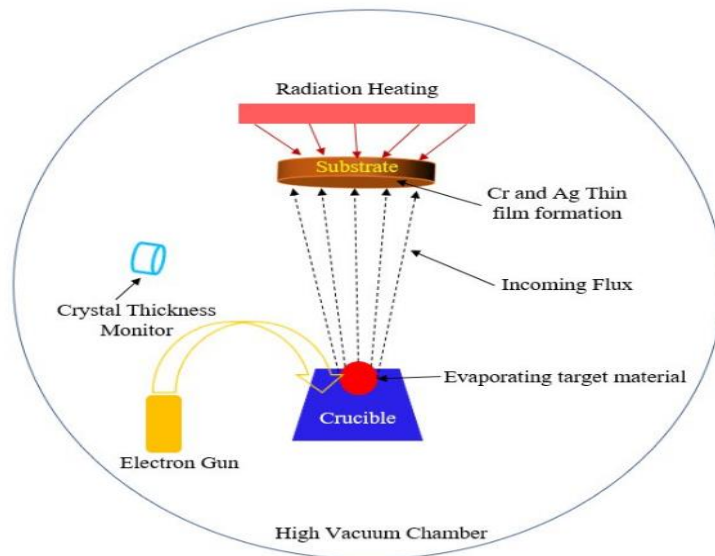 Radiation Heating
Substrate
Cr and Ag Thin
film formation
Incoming Flux
Crystal Thickness
Monitor
Evaporating target material
Crucible
Electron Gun
High Vacuum Chamber